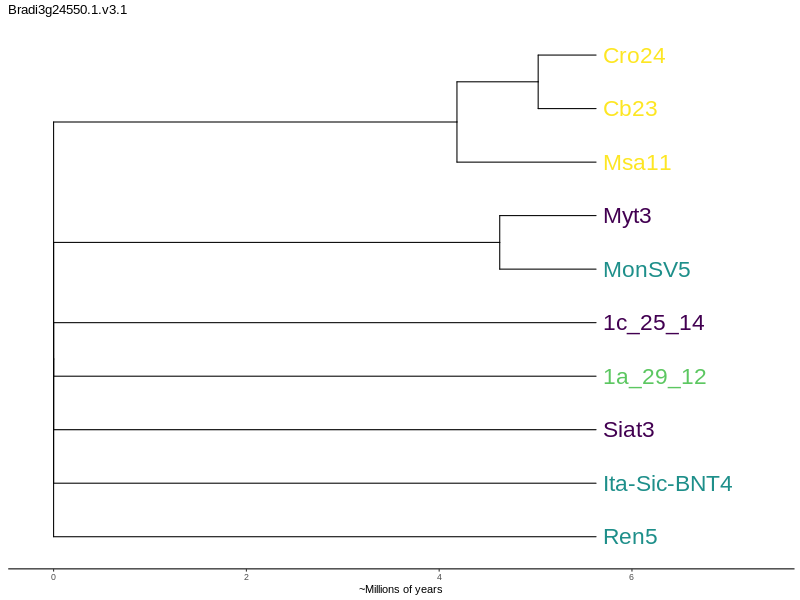 Bradi3g24550.1.v3.1
Cro24
Cb23
Msa11
Myt3
MonSV5
1c_25_14
1a_29_12
Siat3
Ita-Sic-BNT4
Ren5
0 2 4 6
~Millions of years